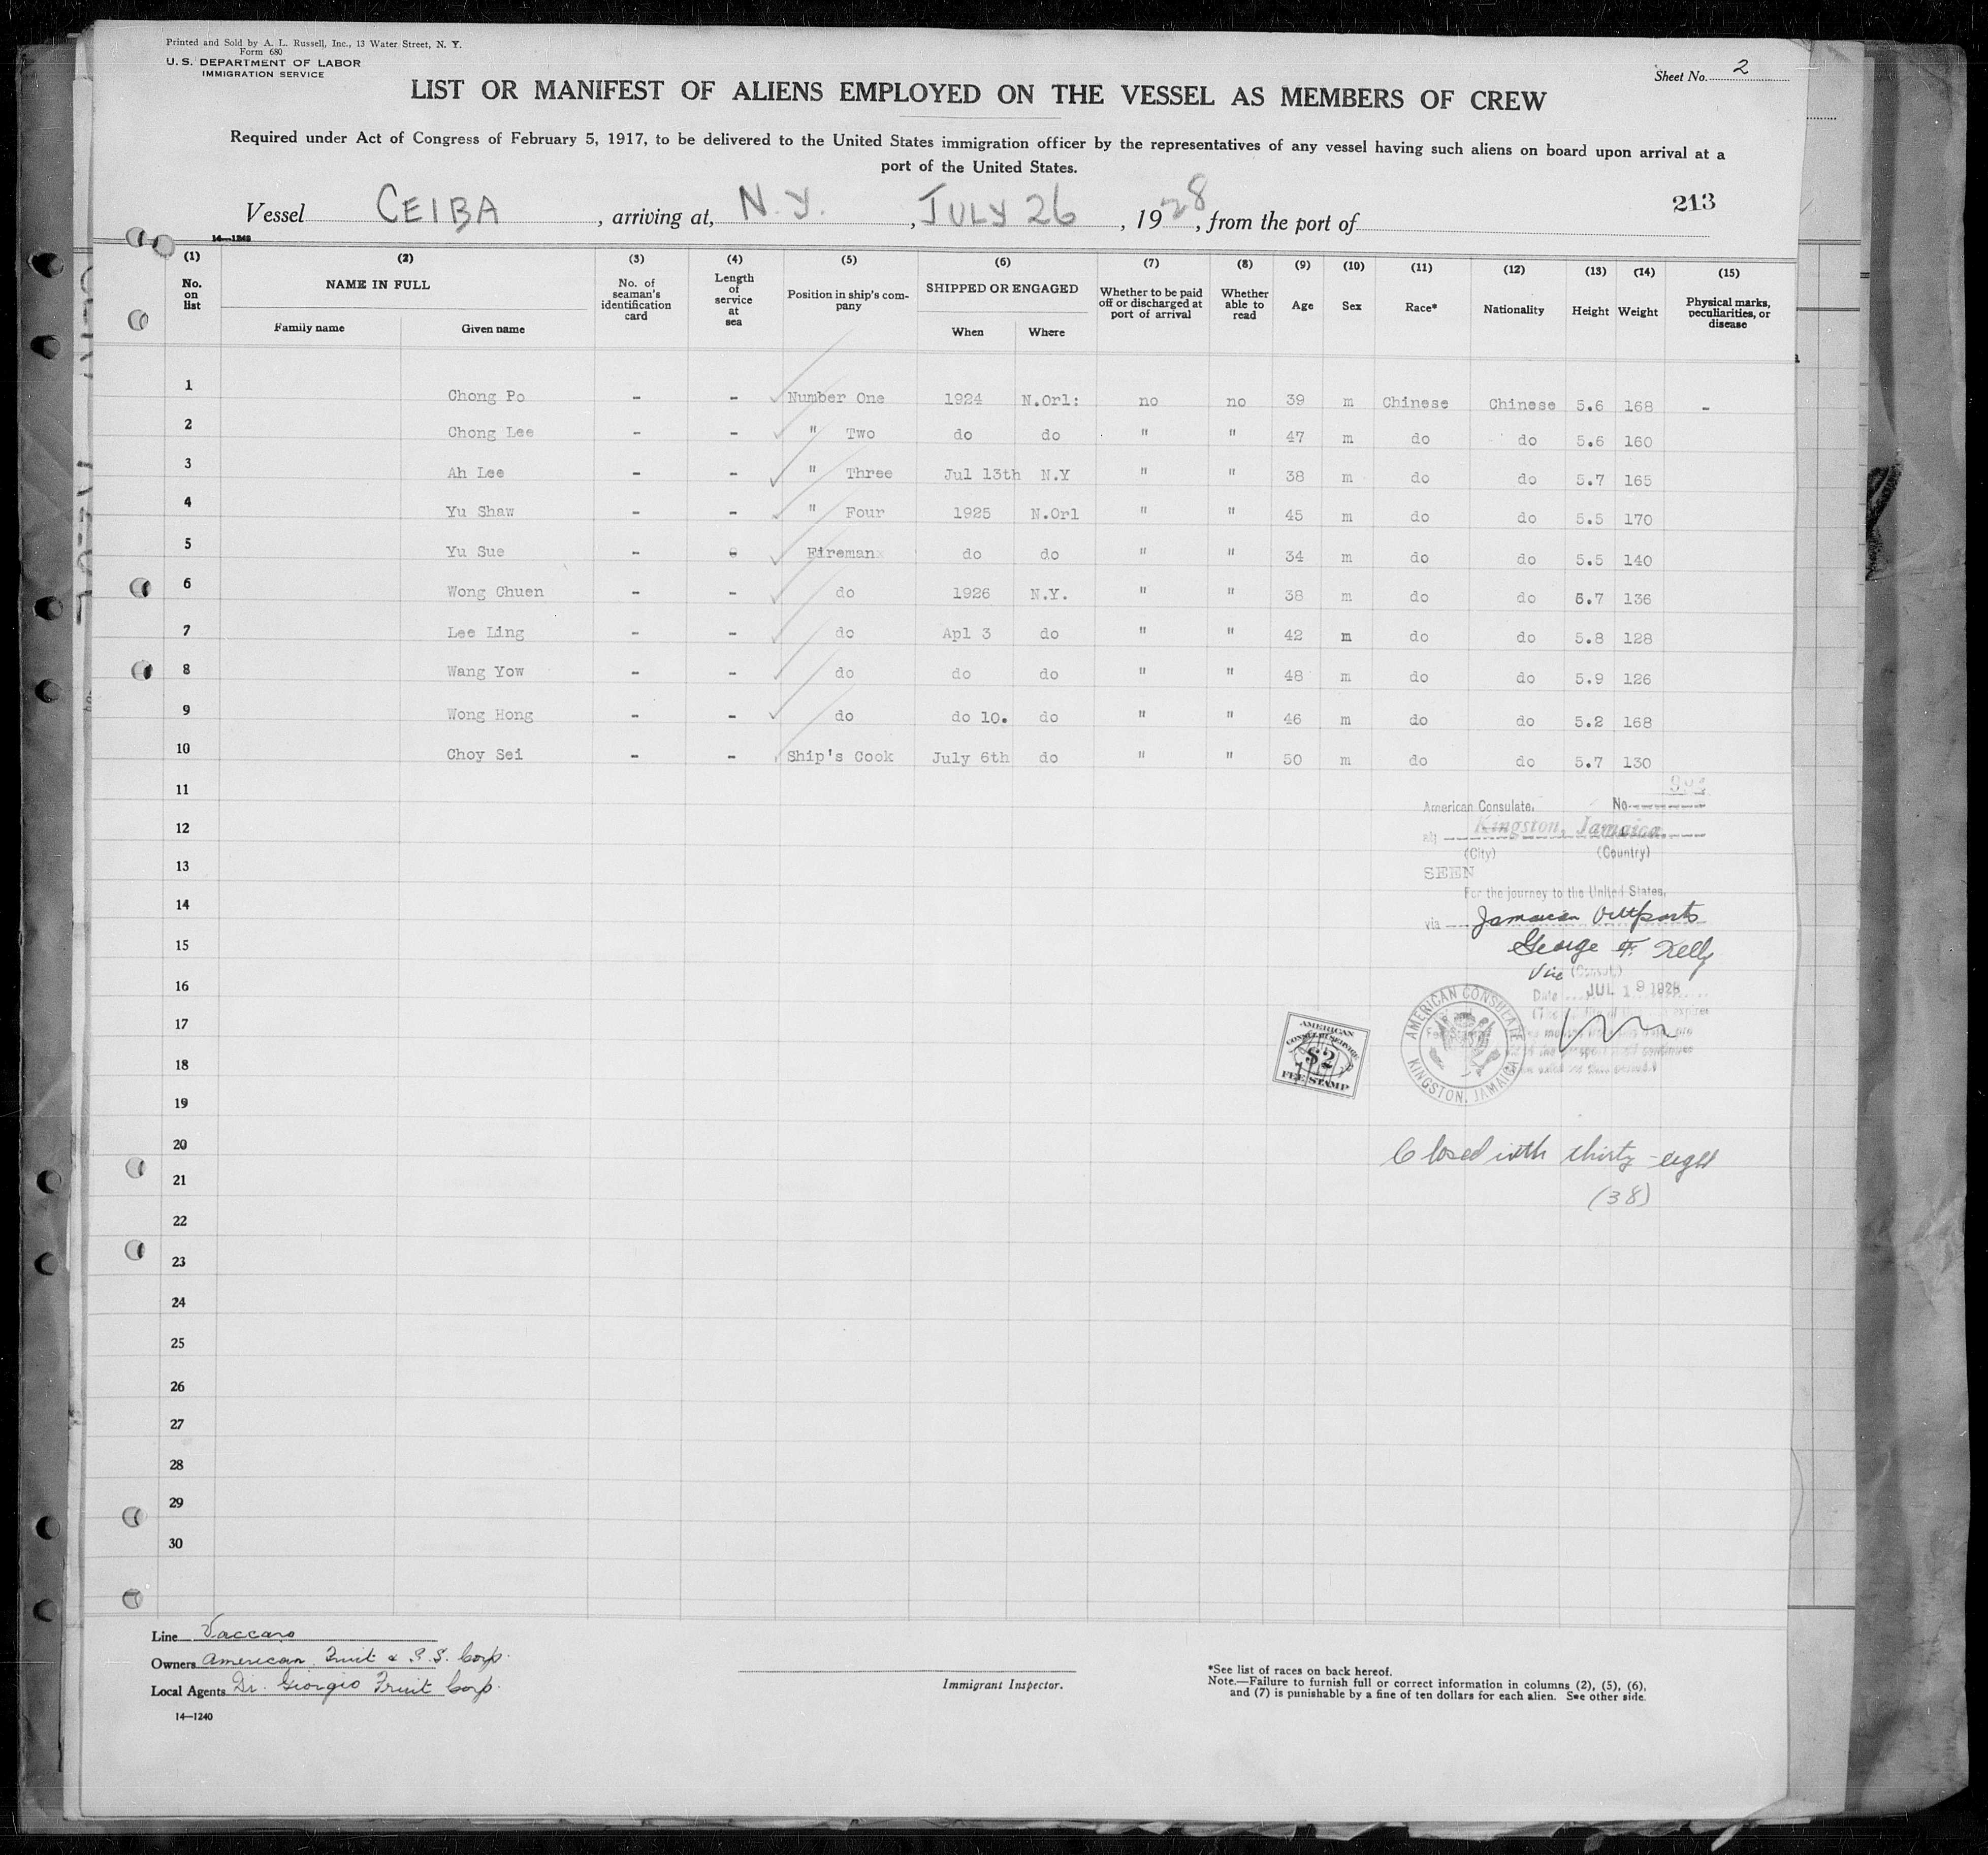 Printed and Sold by A. L. Russell, Inc., 13 Water Street, N. Y.
Form 680
U. S. DEPARTMENT OF LABOR
IMMIGRATION SERVICE
Sheet No. 2
LIST OR MANIFEST OF ALIENS EMPLOYED ON THE VESSEL AS MEMBERS OF CREW
Required under Act of Congress of February 5, 1917, to be delivered to the United States immigration officer by the representatives of any vessel having such aliens on board upon arrival at a
port of the United States.
213
Vessel CEIBA, arriving at, N.Y., JULY 26, 1928, from the port of
14—1240
(1) (2) (3) (4) (5) (6) (7) (8) (9) (10) (11) (12) (13) (14) (15)
No. on list NAME IN FULL Family name Given name No. of seaman's identification card Length of service at sea Position in ship's company SHIPPED OR ENGAGED When Where Whether to be paid off or discharged at port of arrival Whether able to read Age Sex Race* Nationality Height Weight Physical marks, peculiarities, or disease
1 Chong Po - - Number One 1924 N.Orl: no no 39 m Chinese Chinese 5.6 168 -
2 Chong Lee - - " Two do do " " 47 m do do 5.6 160
3 Ah Lee - - " Three Jul 13th N.Y " " 38 m do do 5.7 165
4 Yu Shaw - - " Four 1925 N.Orl " " 45 m do do 5.5 170
5 Yu Sue - - Fireman do do " " 34 m do do 5.5 140
6 Wong Chuen - - do 1926 N.Y. " " 38 m do do 5.7 136
7 Lee Ling - - do Apl 3 do " " 42 m do do 5.8 128
8 Wang Yow - - do do do " " 48 m do do 5.9 126
9 Wong Hong - - do do 10. do " " 46 m do do 5.2 168
10 Choy Sei - - Ship's Cook July 6th do " " 50 m do do 5.7 130
11
12
13
14
15
16
17
18
19
20
21
22
23
24
25
26
27
28
29
30
American Consulate, No.
at Kingston, Jamaica.
(City) (Country)
SEEN
For the journey to the United States,
via Jamaican Outports
George F. Kelly
Vice (Consul)
Date JUL 19 1928
AMERICAN CONSULATE
KINGSTON, JAMAICA
AMERICAN
CONSULAR SERVICE
$2
FEE STAMP
Closed with thirty-eight
(38)
Line Vaccaro
Owners American Fruit & S.S. Corp.
Local Agents Di Giorgio Fruit Corp.
14—1240
Immigrant Inspector.
*See list of races on back hereof.
Note.—Failure to furnish full or correct information in columns (2), (5), (6),
and (7) is punishable by a fine of ten dollars for each alien. See other side.